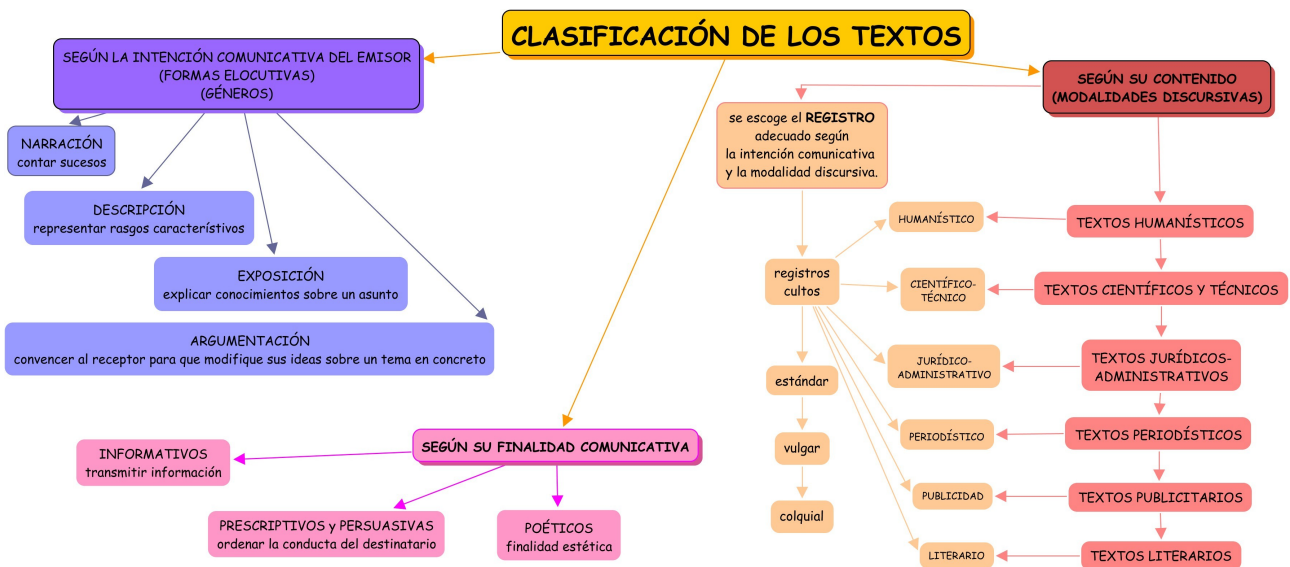 CLASIFICACIÓN DE LOS TEXTOS
SEGÚN LA INTENCIÓN COMUNICATIVA DEL EMISOR
(FORMAS ELOCUTIVAS)
(GÉNEROS)
NARRACIÓN
contar sucesos
DESCRIPCIÓN
representar rasgos característivos
EXPOSICIÓN
explicar conocimientos sobre un asunto
ARGUMENTACIÓN
convencer al receptor para que modifique sus ideas sobre un tema en concreto
SEGÚN SU FINALIDAD COMUNICATIVA
INFORMATIVOS
transmitir información
PRESCRIPTIVOS y PERSUASIVAS
ordenar la conducta del destinatario
POÉTICOS
finalidad estética
SEGÚN SU CONTENIDO
(MODALIDADES DISCURSIVAS)
se escoge el REGISTRO
adecuado según
la intención comunicativa
y la modalidad discursiva.
registros
cultos
estándar
vulgar
colquial
HUMANÍSTICO
CIENTÍFICO-
TÉCNICO
JURÍDICO-
ADMINISTRATIVO
PERIODÍSTICO
PUBLICIDAD
LITERARIO
TEXTOS HUMANÍSTICOS
TEXTOS CIENTÍFICOS Y TÉCNICOS
TEXTOS JURÍDICOS-
ADMINISTRATIVOS
TEXTOS PERIODÍSTICOS
TEXTOS PUBLICITARIOS
TEXTOS LITERARIOS